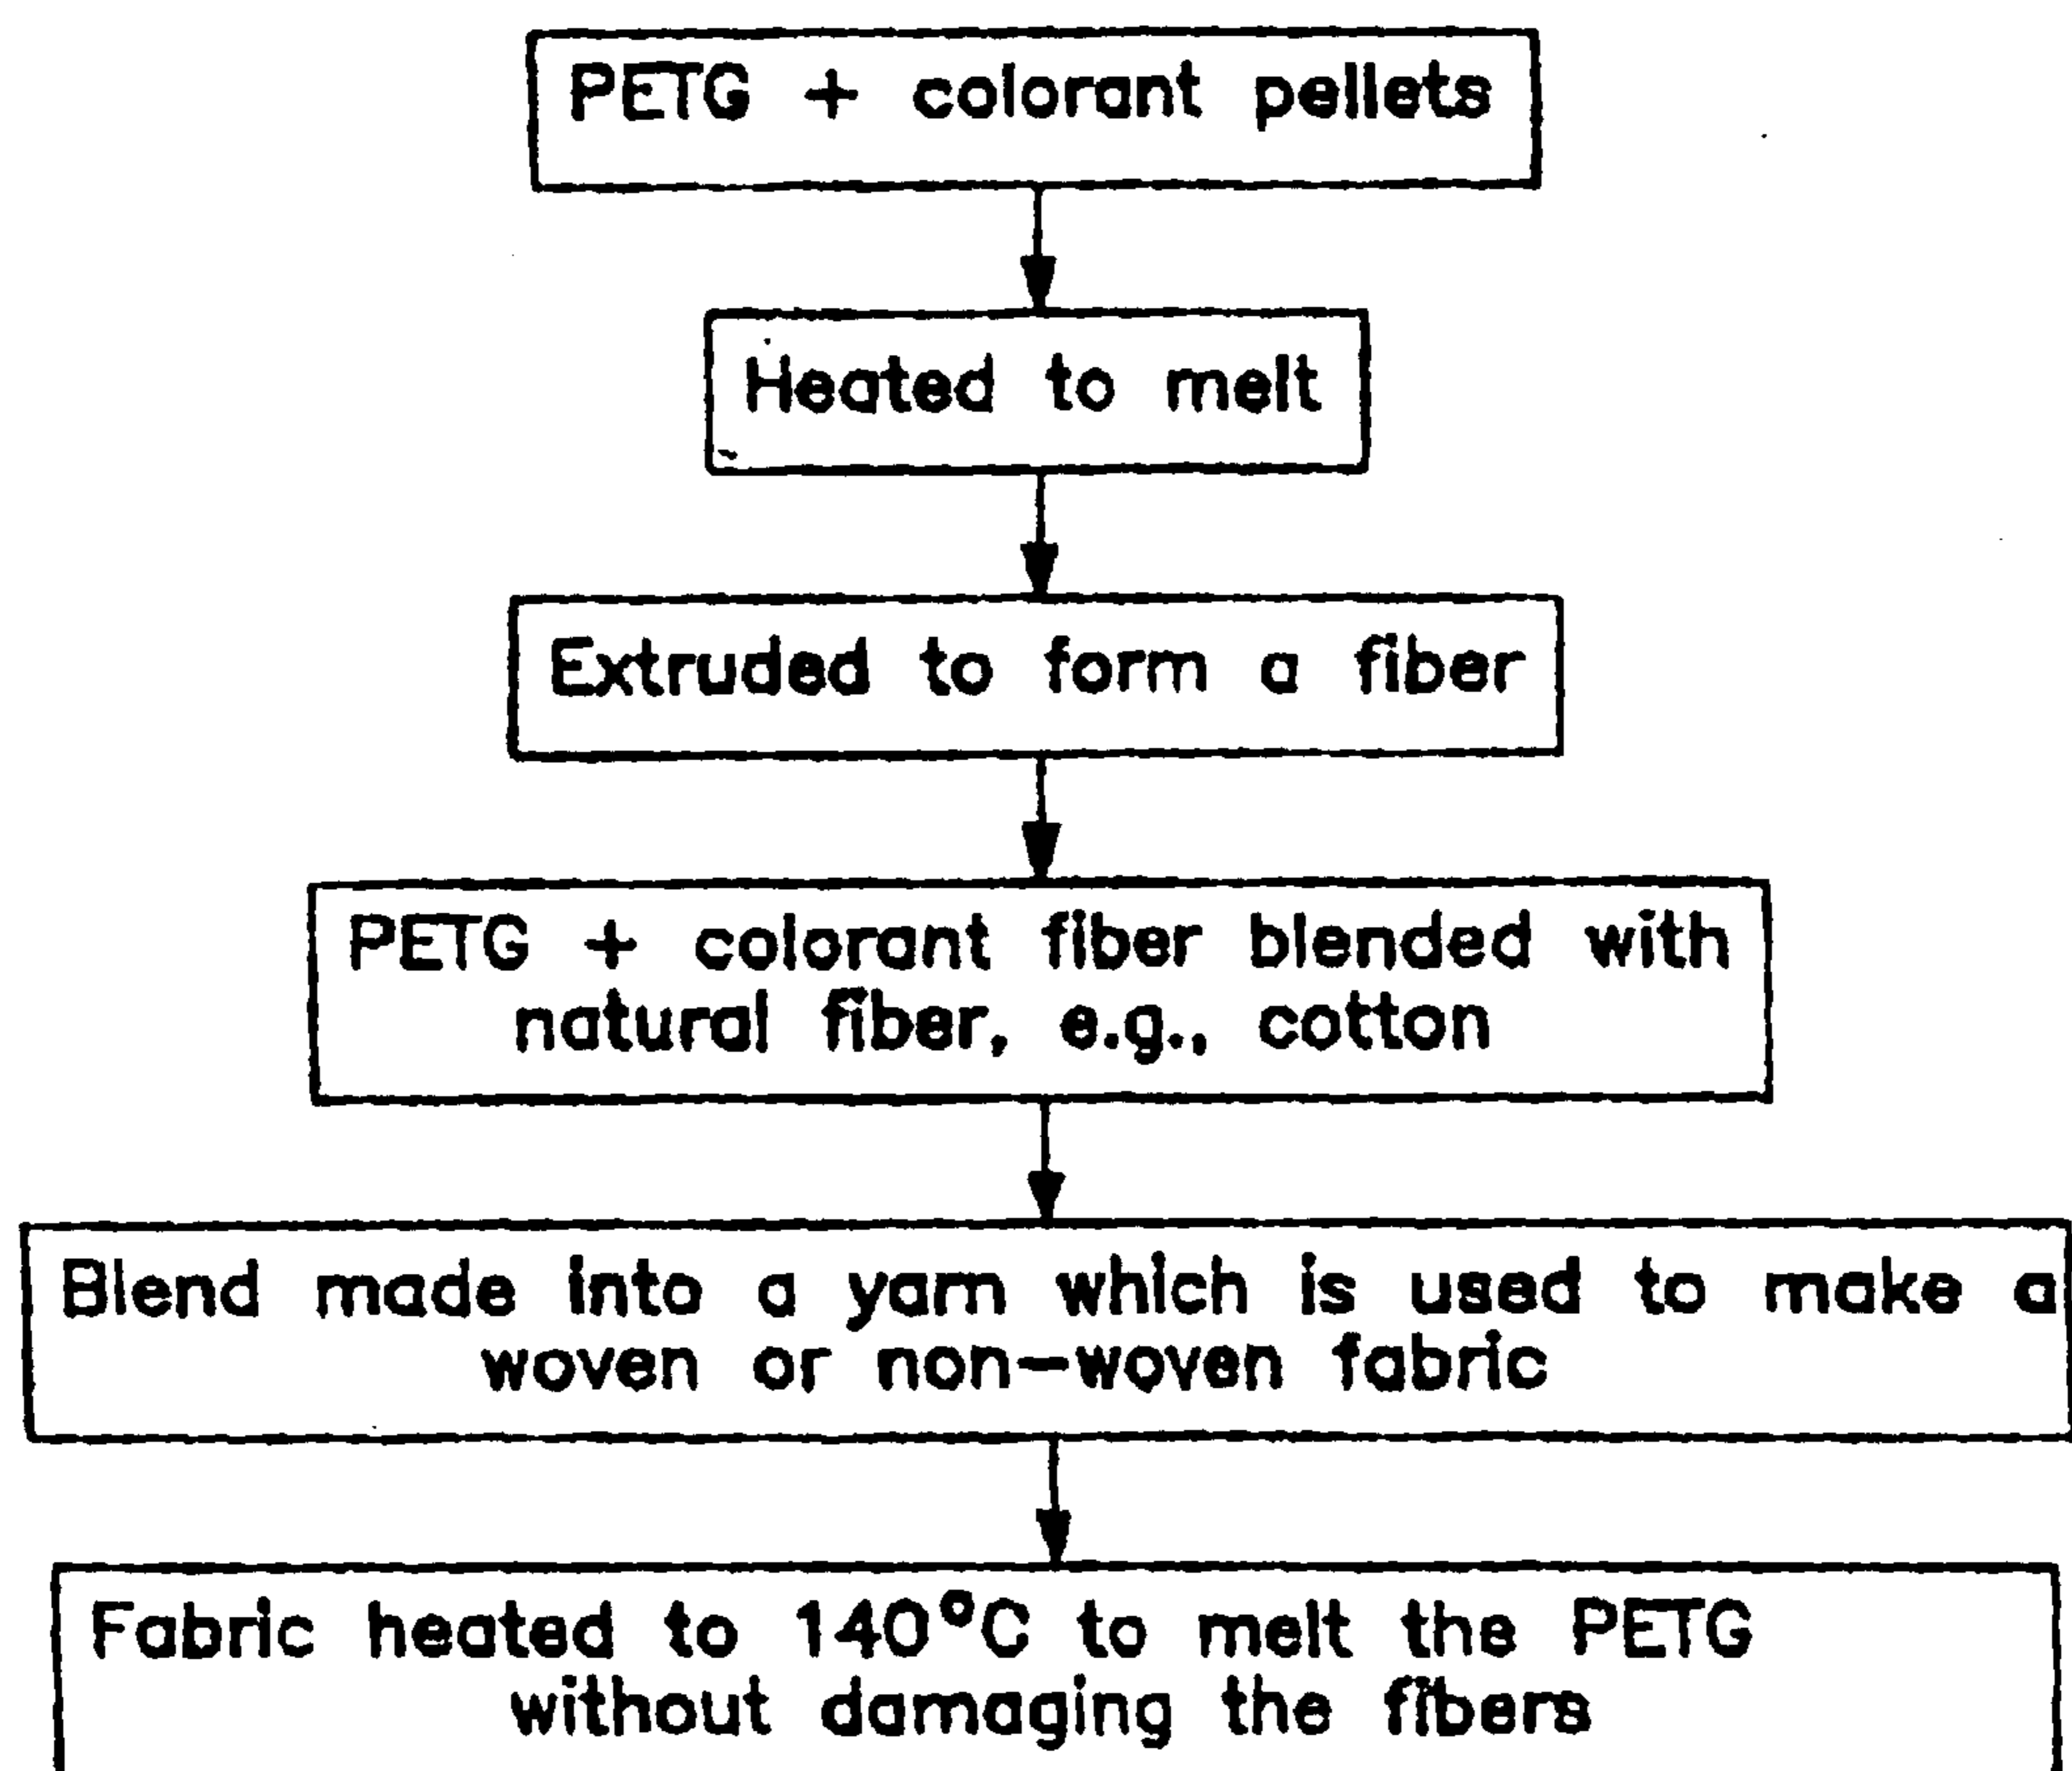 PETG + colorant pellets
Heated to melt
Extruded to form a fiber
PETG + colorant fiber blended with
natural fiber, e.g., cotton
Blend made into a yarn which is used to make a
woven or non-woven fabric
Fabric heated to 140°C to melt the PETG
without damaging the fibers